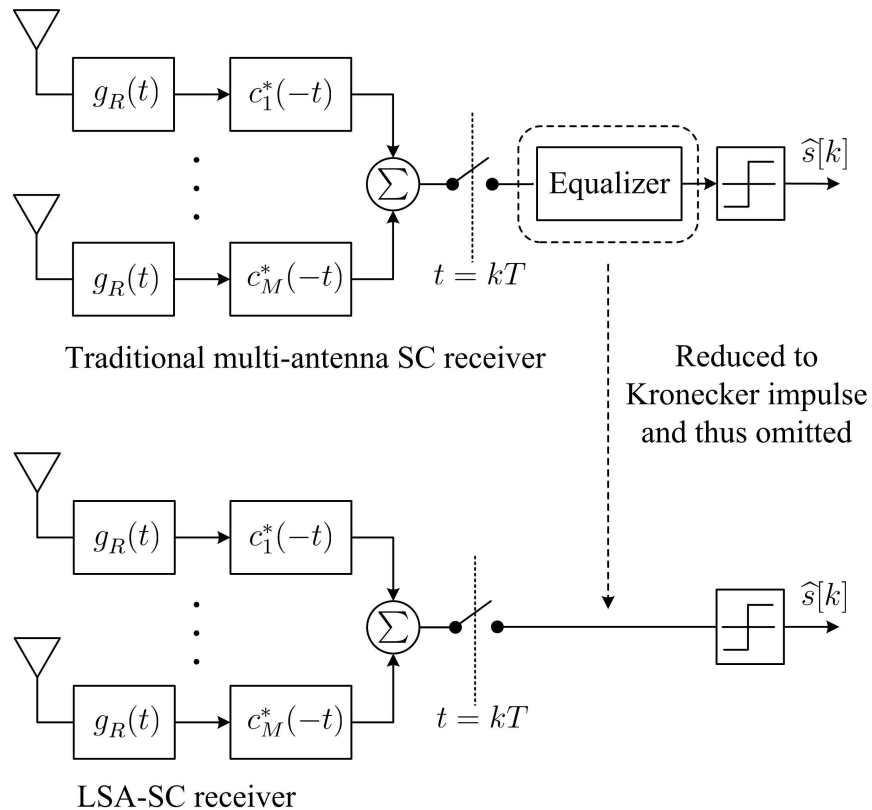 g_R(t)
c_1^*(−t)
∑
Equalizer
ŝ[k]
g_R(t)
c_M^*(−t)
t = kT
Traditional multi-antenna SC receiver
Reduced to
Kronecker impulse
and thus omitted
g_R(t)
c_1^*(−t)
∑
ŝ[k]
g_R(t)
c_M^*(−t)
t = kT
LSA-SC receiver